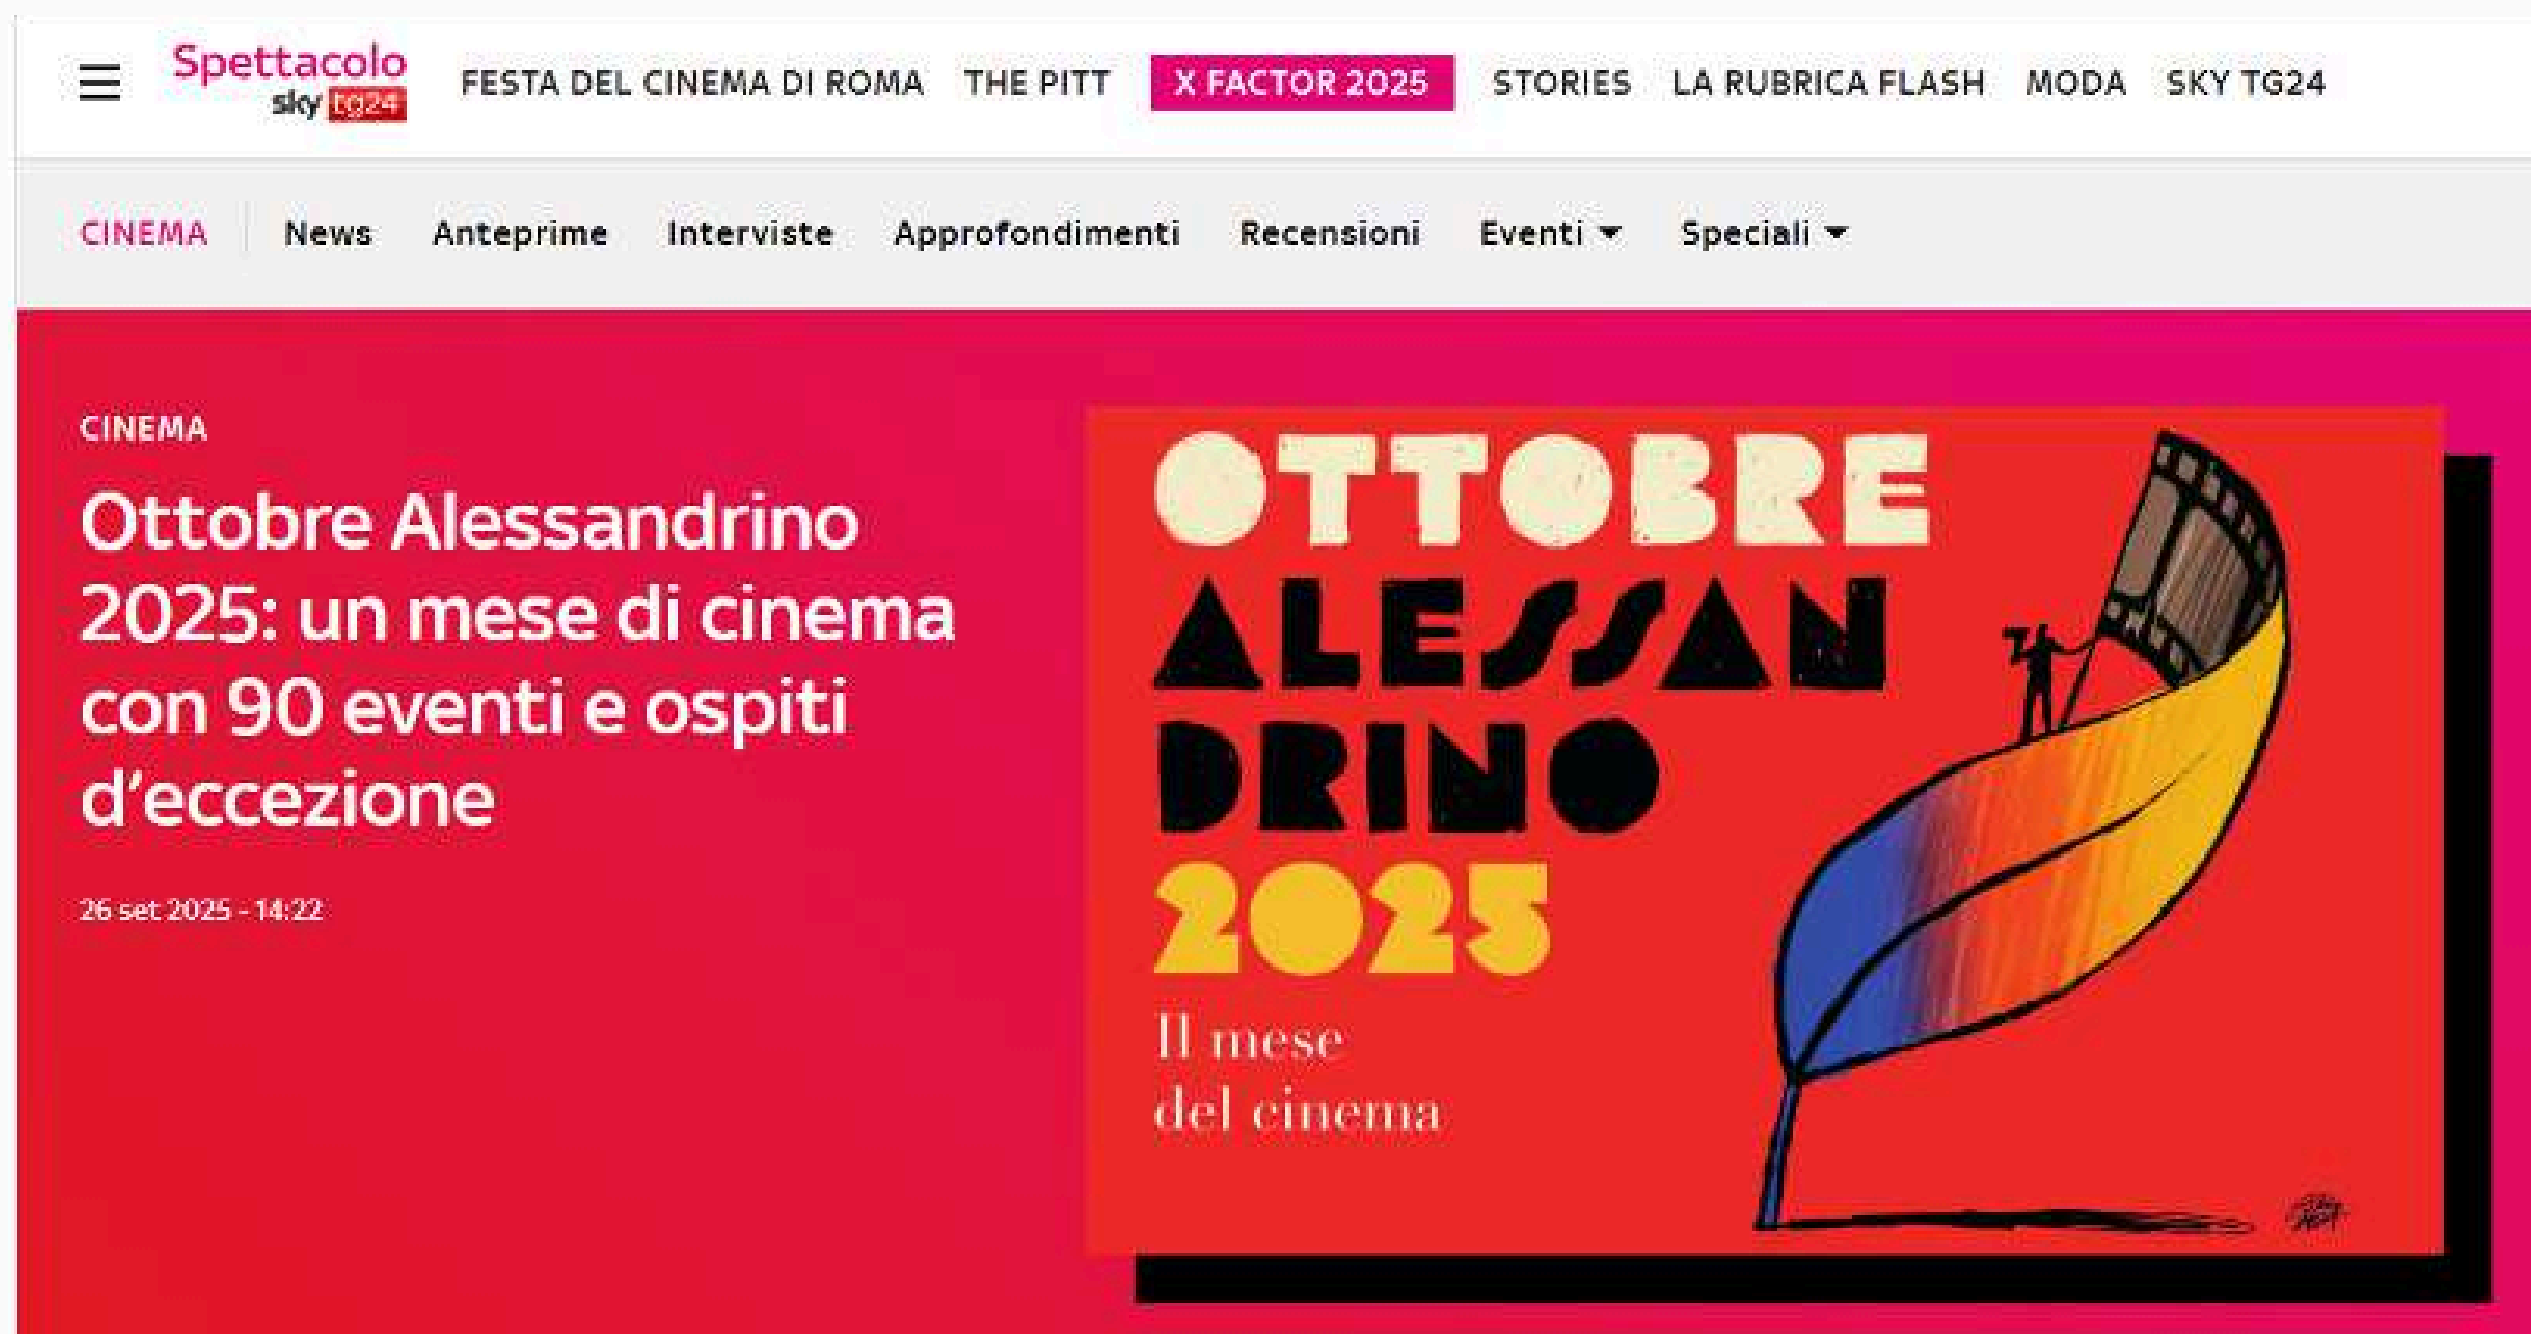 Spettacolo
sky tg24
FESTA DEL CINEMA DI ROMA THE PITT X FACTOR 2025 STORIES LA RUBRICA FLASH MODA SKY TG24
CINEMA News Anteprime Interviste Approfondimenti Recensioni Eventi Speciali
CINEMA
Ottobre Alessandrino
2025: un mese di cinema
con 90 eventi e ospiti
d’eccezione
26 set 2025 - 14:22
OTTOBRE
ALESSAN
DRINO
2025
Il mese
del cinema